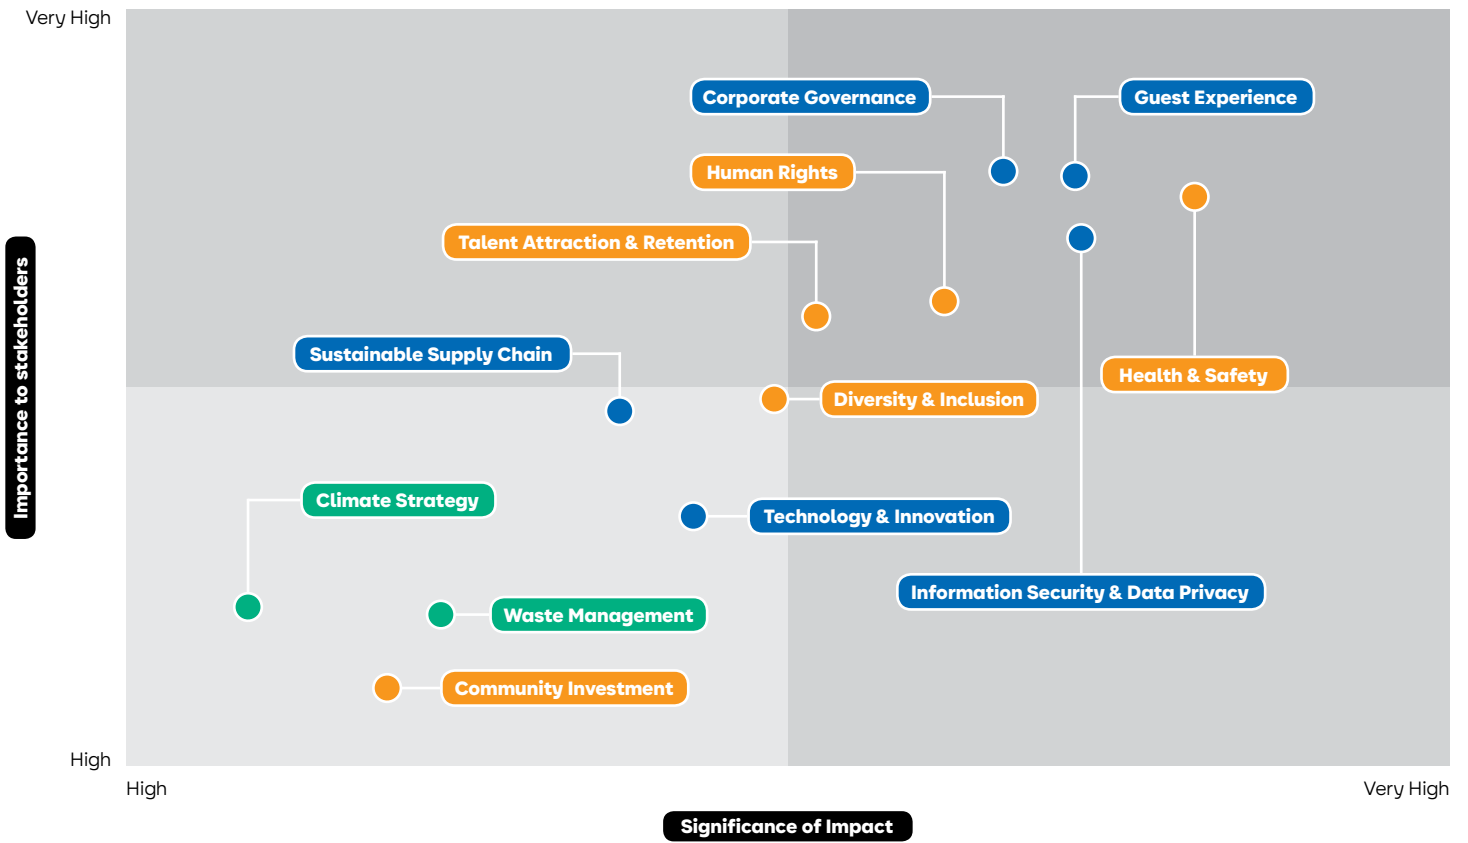 Very High
Corporate Governance
Guest Experience
Human Rights
Talent Attraction & Retention
Importance to stakeholders
Sustainable Supply Chain
Health & Safety
Diversity & Inclusion
Climate Strategy
Technology & Innovation
Information Security & Data Privacy
Waste Management
Community Investment
High
High
Very High
Significance of Impact